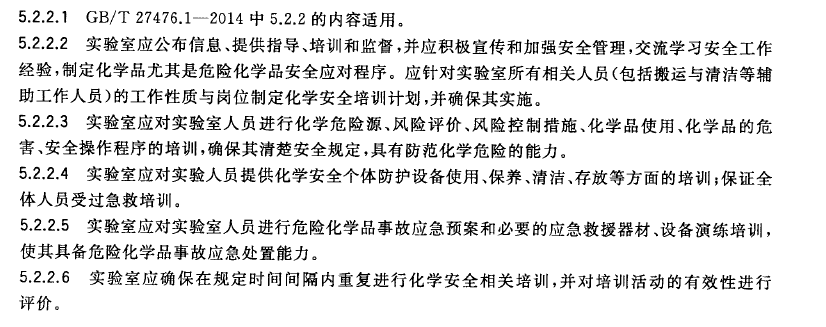 5.2.2.1 GB/T 27476.1—2014 中 5.2.2 的内容适用。
5.2.2.2 实验室应公布信息、提供指导、培训和监督,并应积极宣传和加强安全管理,交流学习安全工作
经验,制定化学品尤其是危险化学品安全应对程序。应针对实验室所有相关人员(包括搬运与清洁等辅
助工作人员)的工作性质与岗位制定化学安全培训计划,并确保其实施。
5.2.2.3 实验室应对实验室人员进行化学危险源、风险评价、风险控制措施、化学品使用、化学品的危
害、安全操作程序的培训,确保其清楚安全规定,具有防范化学危险的能力。
5.2.2.4 实验室应对实验人员提供化学安全个体防护设备使用、保养、清洁、存放等方面的培训;保证全
体人员受过急救培训。
5.2.2.5 实验室应对实验室人员进行危险化学品事故应急预案和必要的应急救援器材、设备演练培训,
使其具备危险化学品事故应急处置能力。
5.2.2.6 实验室应确保在规定时间间隔内重复进行化学安全相关培训,并对培训活动的有效性进行
评价。